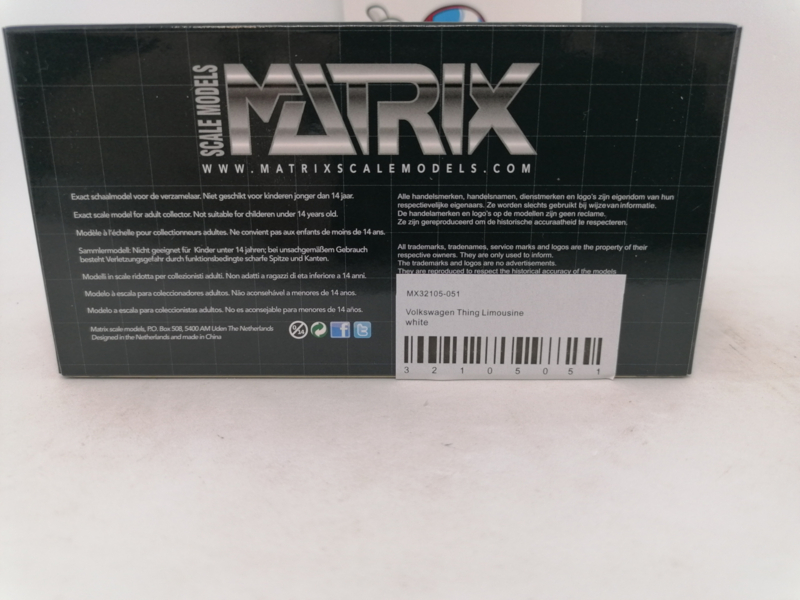 SCALE MODELS
MATRIX
WWW.MATRIXSCALEMODELS.COM
Exact schaalmodel voor de verzamelaar. Niet geschikt voor kinderen jonger dan 14 jaar.
Exact scale model for adult collector. Not suitable for childeren under 14 years old.
Modèle à l'échelle pour collectionneurs adultes. Ne convient pas aux enfants de moins de 14 ans.
Sammlermodell: Nicht geeignet für Kinder unter 14 jahren; bei unsachgemäßem Gebrauch
besteht Verletzungsgefahr durch funktionsbedingte scharfe Spitze und Kanten.
Modelli in scale ridotta per collezionisti adulti. Non adatti a ragazzi di eta inferiore a 14 anni.
Modelo à escala para coleccionadores adultos. Não aconsehável a menores de 14 anos.
Modelo a escala para coleccionistas adultos. No es aconsejable para menores de 14 años.
Matrix scale models, P.O. Box 508, 5400 AM Uden The Netherlands
Designed in the Netherlands and made in China
Alle handelsmerken, handelsnamen, dienstmerken en logo's zijn eigendom van hun
respectievelijke eigenaars. Ze worden slechts gebruikt bij wijze van informatie.
De handelamerken en logo's op de modellen zijn geen reclame.
Ze zijn gereproduceerd om de historische accuraatheid te respecteren.
All trademarks, tradenames, service marks and logos are the property of their
respective owners. They are only used to inform.
The trademarks and logos are no advertisements.
They are reproduced to respect the historical accuracy of the models
MX32105-051
Volkswagen Thing Limousine
white
3 2 1 0 5 0 5 1